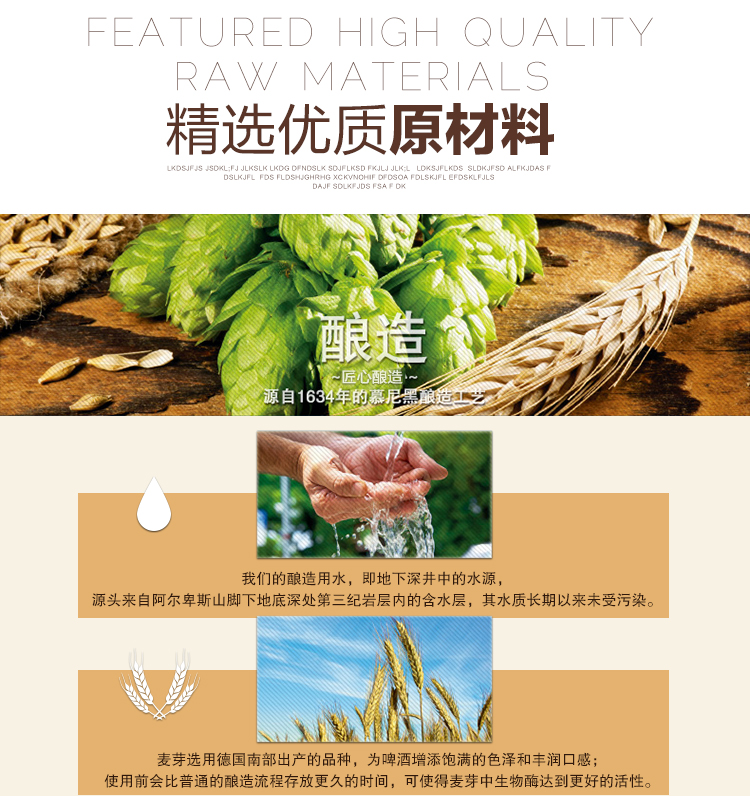 FEATURED HIGH QUALITY
RAW MATERIALS
精选优质原材料
LKDSJFJS JSDKL;FJ JLKSLK LKOG DFNDSLK SDJFLKSD FKJLJ JLK;L LDKSJFLKDS SLDKJFSD ALFKJDAS F
DSLKJFL FDS FLDSHJGHRHG XCKVNOHIF DFDSOA FDLSKJFL EFDSKLFJLS
DAJF SDLKFJDS FSA F DK
酿造
~匠心酿造·~
源自1634年的慕尼黑酿造工艺
我们的酿造用水，即地下深井中的水源，
源头来自阿尔卑斯山脚下地底深处第三纪岩层内的含水层，其水质长期以来未受污染。
麦芽选用德国南部出产的品种，为啤酒增添饱满的色泽和丰润口感；
使用前会比普通的酿造流程存放更久的时间，可使得麦芽中生物酶达到更好的活性。